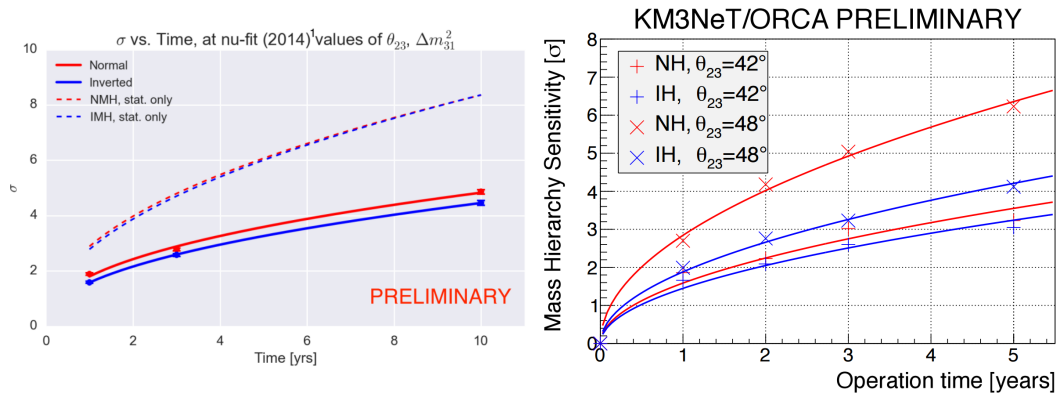 σ vs. Time, at nu-fit (2014)¹values of θ₂₃, Δm²₃₁
10
8
6
4
2
0
σ
Normal
Inverted
NMH, stat. only
IMH, stat. only
PRELIMINARY
0 2 4 6 8 10
Time [yrs]
KM3NeT/ORCA PRELIMINARY
Mass Hierarchy Sensitivity [σ]
8
7
6
5
4
3
2
1
0
NH, θ₂₃=42°
IH, θ₂₃=42°
NH, θ₂₃=48°
IH, θ₂₃=48°
0 1 2 3 4 5
Operation time [years]